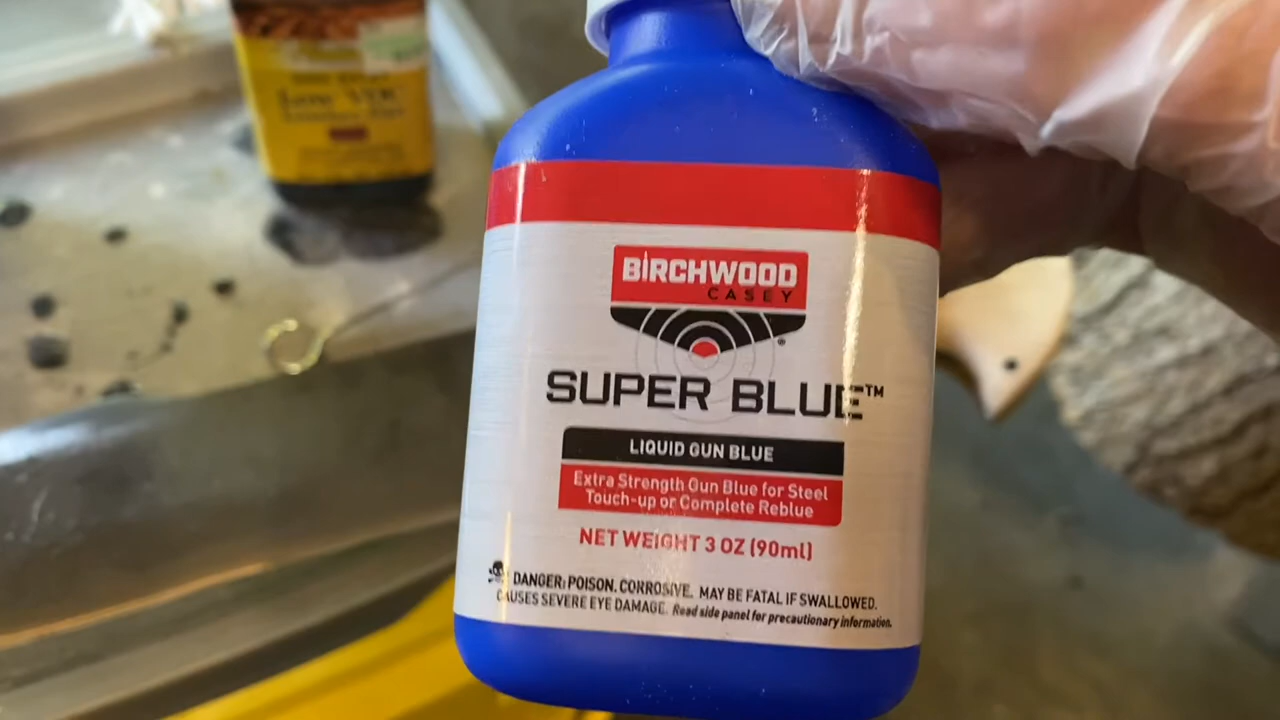 Low VOC
BIRCHWOOD
CASEY
®
SUPER BLUE™
LIQUID GUN BLUE
Extra Strength Gun Blue for Steel
Touch-up or Complete Reblue
NET WEIGHT 3 OZ (90ml)
DANGER: POISON. CORROSIVE. MAY BE FATAL IF SWALLOWED.
CAUSES SEVERE EYE DAMAGE. Read side panel for precautionary information.